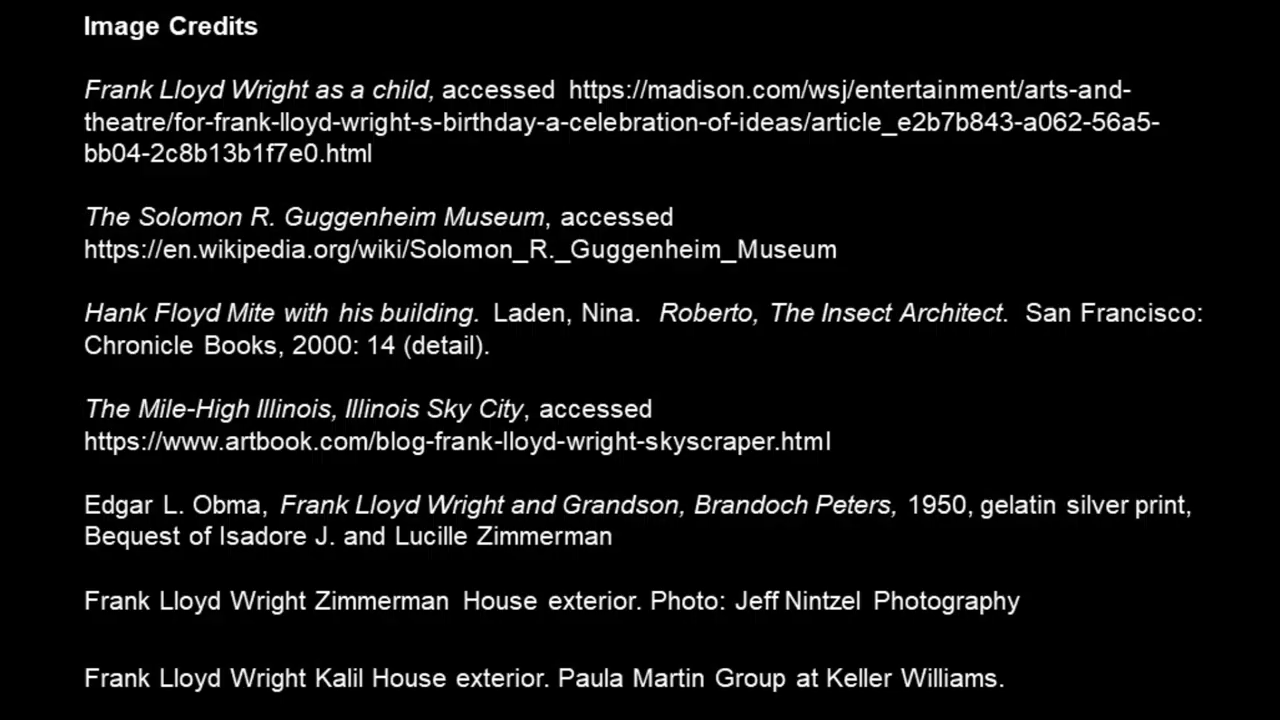 Image Credits
Frank Lloyd Wright as a child, accessed https://madison.com/wsj/entertainment/arts-and-
theatre/for-frank-lloyd-wright-s-birthday-a-celebration-of-ideas/article_e2b7b843-a062-56a5-
bb04-2c8b13b1f7e0.html
The Solomon R. Guggenheim Museum, accessed
https://en.wikipedia.org/wiki/Solomon_R._Guggenheim_Museum
Hank Floyd Mite with his building. Laden, Nina. Roberto, The Insect Architect. San Francisco:
Chronicle Books, 2000: 14 (detail).
The Mile-High Illinois, Illinois Sky City, accessed
https://www.artbook.com/blog-frank-lloyd-wright-skyscraper.html
Edgar L. Obma, Frank Lloyd Wright and Grandson, Brandoch Peters, 1950, gelatin silver print,
Bequest of Isadore J. and Lucille Zimmerman
Frank Lloyd Wright Zimmerman House exterior. Photo: Jeff Nintzel Photography
Frank Lloyd Wright Kalil House exterior. Paula Martin Group at Keller Williams.